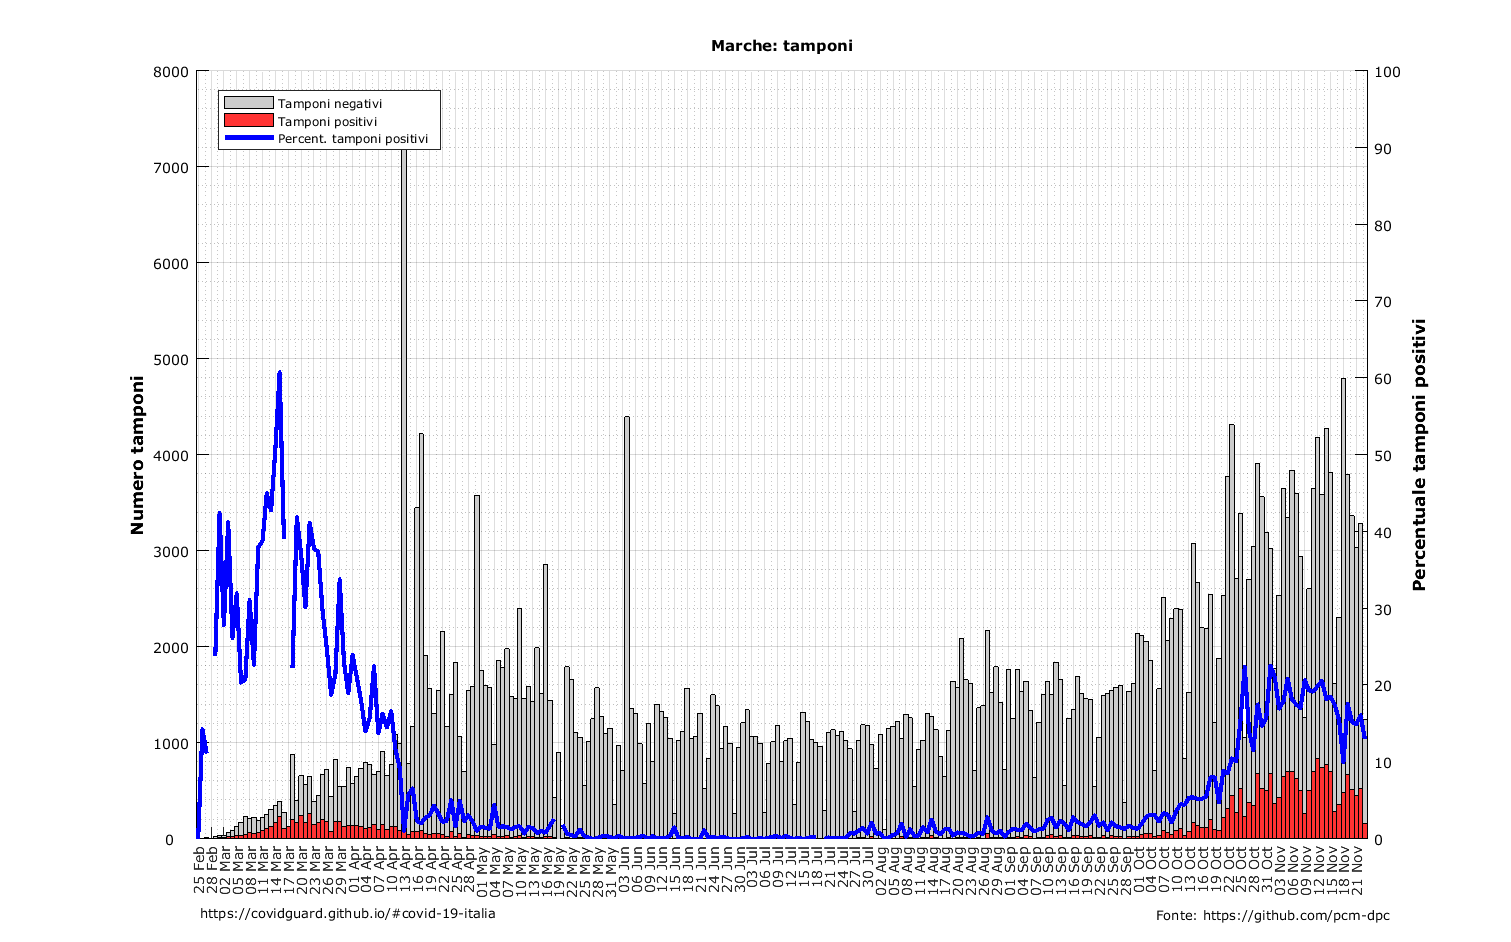 Marche: tamponi
Tamponi negativi
Tamponi positivi
Percent. tamponi positivi
Numero tamponi
8000
7000
6000
5000
4000
3000
2000
1000
0
Percentuale tamponi positivi
100
90
80
70
60
50
40
30
20
10
0
25 Feb
28 Feb
02 Mar
05 Mar
08 Mar
11 Mar
14 Mar
17 Mar
20 Mar
23 Mar
26 Mar
29 Mar
01 Apr
04 Apr
07 Apr
10 Apr
13 Apr
16 Apr
19 Apr
22 Apr
25 Apr
28 Apr
01 May
04 May
07 May
10 May
13 May
16 May
19 May
22 May
25 May
28 May
31 May
03 Jun
06 Jun
09 Jun
12 Jun
15 Jun
18 Jun
21 Jun
24 Jun
27 Jun
30 Jun
03 Jul
06 Jul
09 Jul
12 Jul
15 Jul
18 Jul
21 Jul
24 Jul
27 Jul
30 Jul
02 Aug
05 Aug
08 Aug
11 Aug
14 Aug
17 Aug
20 Aug
23 Aug
26 Aug
29 Aug
01 Sep
04 Sep
07 Sep
10 Sep
13 Sep
16 Sep
19 Sep
22 Sep
25 Sep
28 Sep
01 Oct
04 Oct
07 Oct
10 Oct
13 Oct
16 Oct
19 Oct
22 Oct
25 Oct
28 Oct
31 Oct
03 Nov
06 Nov
09 Nov
12 Nov
15 Nov
18 Nov
21 Nov
https://covidguard.github.io/#covid-19-italia
Fonte: https://github.com/pcm-dpc